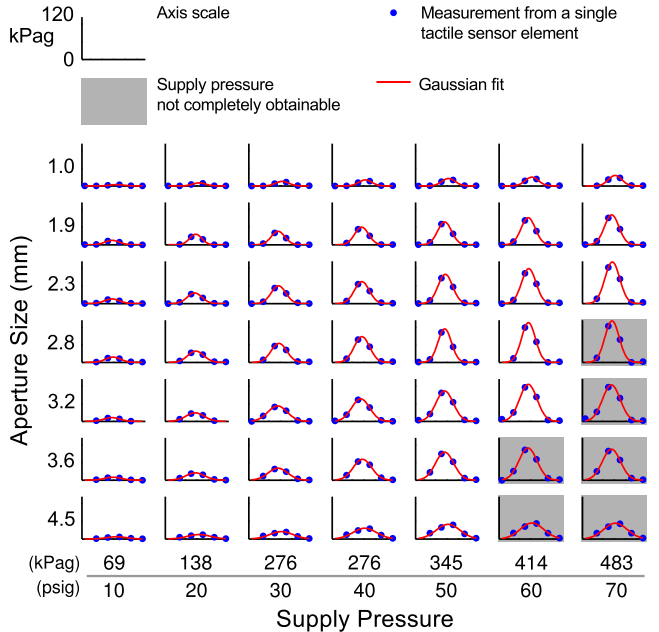 120
kPag
0
Axis scale
Measurement from a single
tactile sensor element
Supply pressure
not completely obtainable
Gaussian fit
Aperture Size (mm)
1.0
1.9
2.3
2.8
3.2
3.6
4.5
(kPag) 69 138 276 276 345 414 483
(psig) 10 20 30 40 50 60 70
Supply Pressure